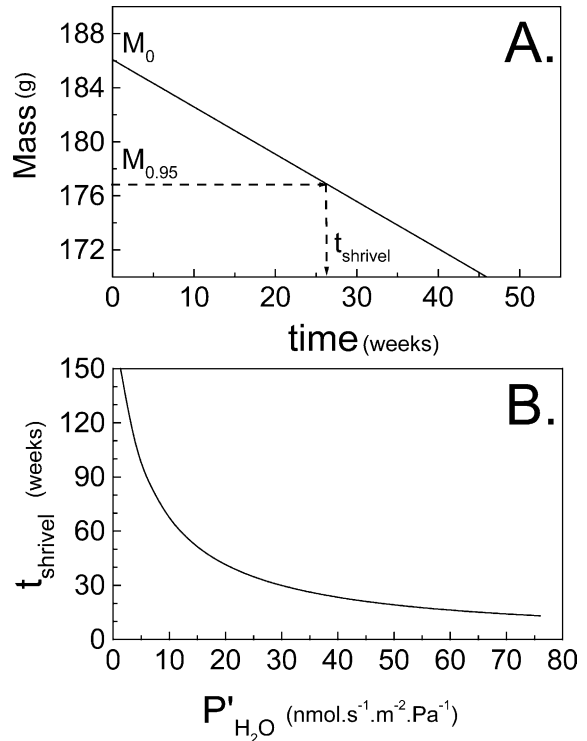 A.
188
M0
184
180
M0.95
176
172
tshrivel
Mass (g)
0 10 20 30 40 50
time (weeks)
B.
150
120
90
60
30
0
tshrivel (weeks)
0 10 20 30 40 50 60 70 80
P'H2O (nmol.s-1.m-2.Pa-1)